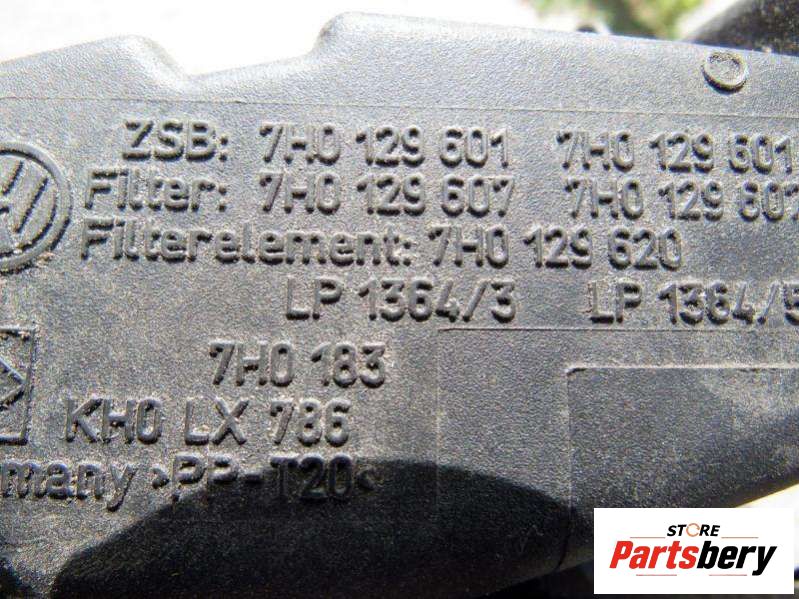 ZSB: 7H0 129 601 7H0 129 601
Filter: 7H0 129 607 7H0 129 607
Filterelement: 7H0 129 620
LP 1364/3 LP 1364/5
7H0 183
KH0 LX 786
many >PP-T20<
STORE
Partsbery